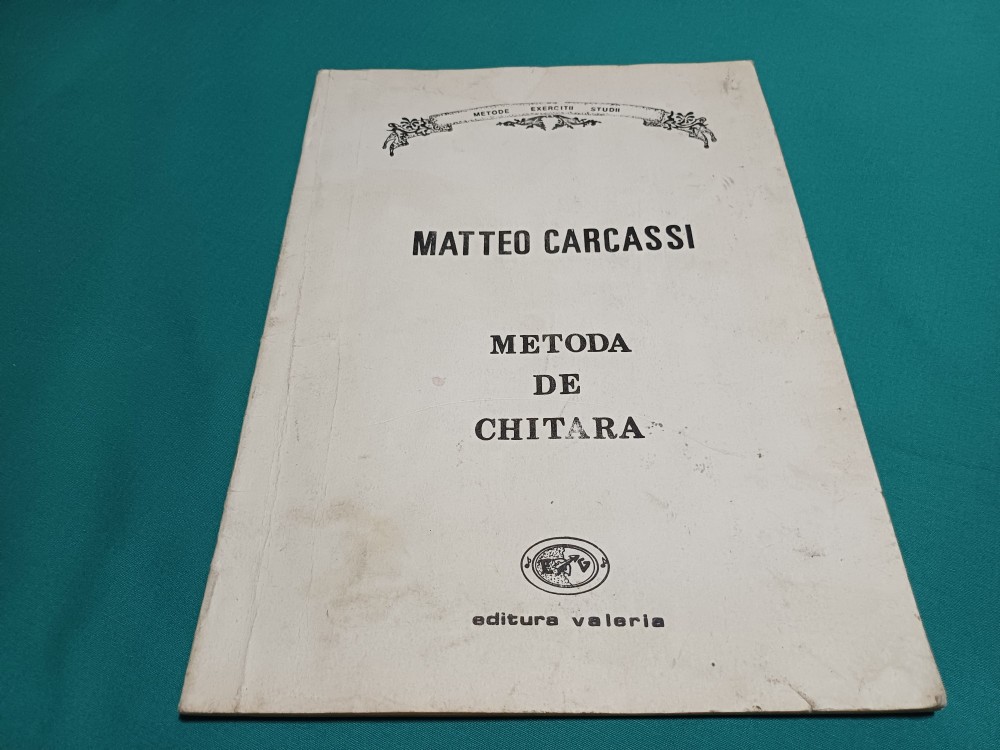 METODE EXERCITII STUDII
MATTEO CARCASSI
METODA
DE
CHITARA
editura valeria